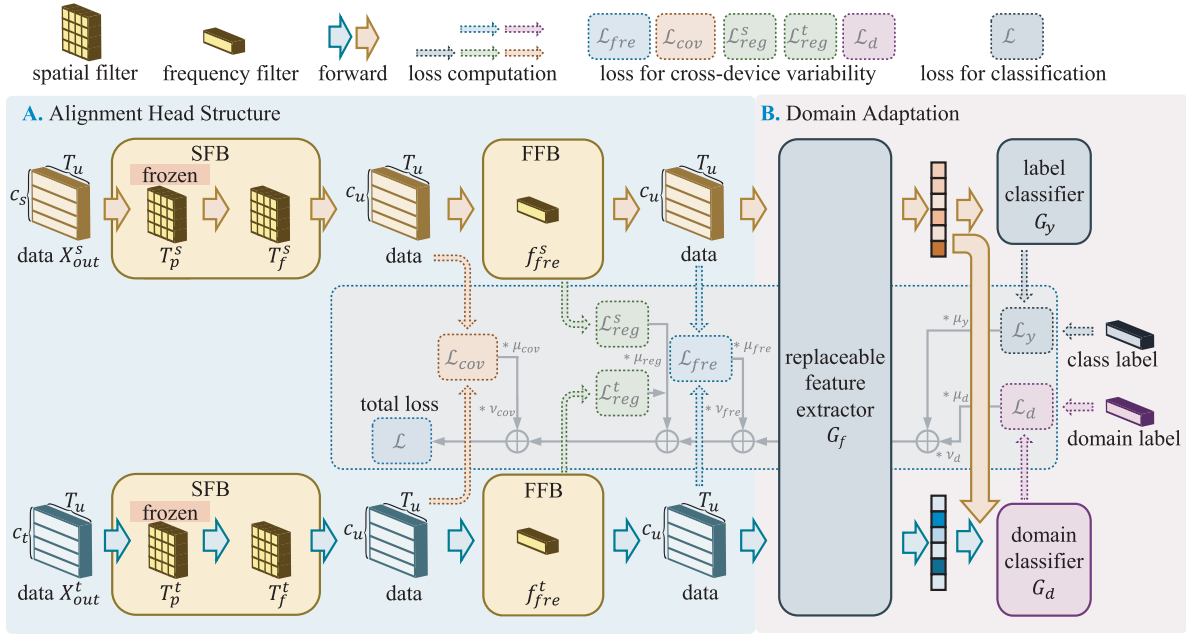 ℒ_fre ℒ_cov ℒ^s_reg ℒ^t_reg ℒ_d ℒ
spatial filter frequency filter forward loss computation loss for cross-device variability loss for classification
A. Alignment Head Structure
B. Domain Adaptation
SFB
FFB
T_u
frozen
c_s
T_u
c_u
T_u
c_u
data X^s_out
T^s_p
T^s_f
data
f^s_fre
data
label
classifier
G_y
ℒ^s_reg
* μ_cov
* μ_reg
* μ_fre
* μ_y
ℒ_cov
ℒ_fre
ℒ_y
class label
replaceable
feature
extractor
G_f
ℒ^t_reg
* ν_cov
* ν_fre
* μ_d
ℒ_d
total loss
ℒ
* ν_d
domain label
SFB
FFB
T_u
frozen
c_t
T_u
c_u
T_u
c_u
data X^t_out
T^t_p
T^t_f
data
f^t_fre
data
domain
classifier
G_d